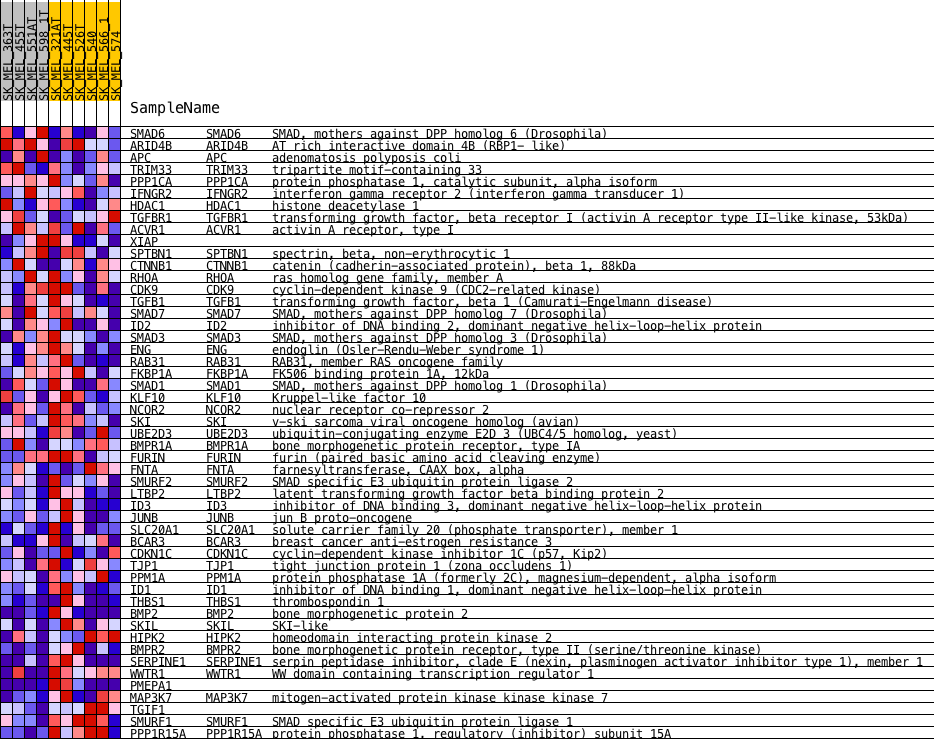 SK_MEL_363T
SK_MEL_455T
SK_MEL_551AT
SK_MEL_598_1T
SK_MEL_321AT
SK_MEL_445T
SK_MEL_526T
SK_MEL_540
SK_MEL_566_1
SK_MEL_574
SampleName
SMAD6 SMAD6 SMAD, mothers against DPP homolog 6 (Drosophila)
ARID4B ARID4B AT rich interactive domain 4B (RBP1- like)
APC APC adenomatosis polyposis coli
TRIM33 TRIM33 tripartite motif-containing 33
PPP1CA PPP1CA protein phosphatase 1, catalytic subunit, alpha isoform
IFNGR2 IFNGR2 interferon gamma receptor 2 (interferon gamma transducer 1)
HDAC1 HDAC1 histone deacetylase 1
TGFBR1 TGFBR1 transforming growth factor, beta receptor I (activin A receptor type II-like kinase, 53kDa)
ACVR1 ACVR1 activin A receptor, type I
XIAP
SPTBN1 SPTBN1 spectrin, beta, non-erythrocytic 1
CTNNB1 CTNNB1 catenin (cadherin-associated protein), beta 1, 88kDa
RHOA RHOA ras homolog gene family, member A
CDK9 CDK9 cyclin-dependent kinase 9 (CDC2-related kinase)
TGFB1 TGFB1 transforming growth factor, beta 1 (Camurati-Engelmann disease)
SMAD7 SMAD7 SMAD, mothers against DPP homolog 7 (Drosophila)
ID2 ID2 inhibitor of DNA binding 2, dominant negative helix-loop-helix protein
SMAD3 SMAD3 SMAD, mothers against DPP homolog 3 (Drosophila)
ENG ENG endoglin (Osler-Rendu-Weber syndrome 1)
RAB31 RAB31 RAB31, member RAS oncogene family
FKBP1A FKBP1A FK506 binding protein 1A, 12kDa
SMAD1 SMAD1 SMAD, mothers against DPP homolog 1 (Drosophila)
KLF10 KLF10 Kruppel-like factor 10
NCOR2 NCOR2 nuclear receptor co-repressor 2
SKI SKI v-ski sarcoma viral oncogene homolog (avian)
UBE2D3 UBE2D3 ubiquitin-conjugating enzyme E2D 3 (UBC4/5 homolog, yeast)
BMPR1A BMPR1A bone morphogenetic protein receptor, type IA
FURIN FURIN furin (paired basic amino acid cleaving enzyme)
FNTA FNTA farnesyltransferase, CAAX box, alpha
SMURF2 SMURF2 SMAD specific E3 ubiquitin protein ligase 2
LTBP2 LTBP2 latent transforming growth factor beta binding protein 2
ID3 ID3 inhibitor of DNA binding 3, dominant negative helix-loop-helix protein
JUNB JUNB jun B proto-oncogene
SLC20A1 SLC20A1 solute carrier family 20 (phosphate transporter), member 1
BCAR3 BCAR3 breast cancer anti-estrogen resistance 3
CDKN1C CDKN1C cyclin-dependent kinase inhibitor 1C (p57, Kip2)
TJP1 TJP1 tight junction protein 1 (zona occludens 1)
PPM1A PPM1A protein phosphatase 1A (formerly 2C), magnesium-dependent, alpha isoform
ID1 ID1 inhibitor of DNA binding 1, dominant negative helix-loop-helix protein
THBS1 THBS1 thrombospondin 1
BMP2 BMP2 bone morphogenetic protein 2
SKIL SKIL SKI-like
HIPK2 HIPK2 homeodomain interacting protein kinase 2
BMPR2 BMPR2 bone morphogenetic protein receptor, type II (serine/threonine kinase)
SERPINE1 SERPINE1 serpin peptidase inhibitor, clade E (nexin, plasminogen activator inhibitor type 1), member 1
WWTR1 WWTR1 WW domain containing transcription regulator 1
PMEPA1
MAP3K7 MAP3K7 mitogen-activated protein kinase kinase kinase 7
TGIF1
SMURF1 SMURF1 SMAD specific E3 ubiquitin protein ligase 1
PPP1R15A PPP1R15A protein phosphatase 1, regulatory (inhibitor) subunit 15A